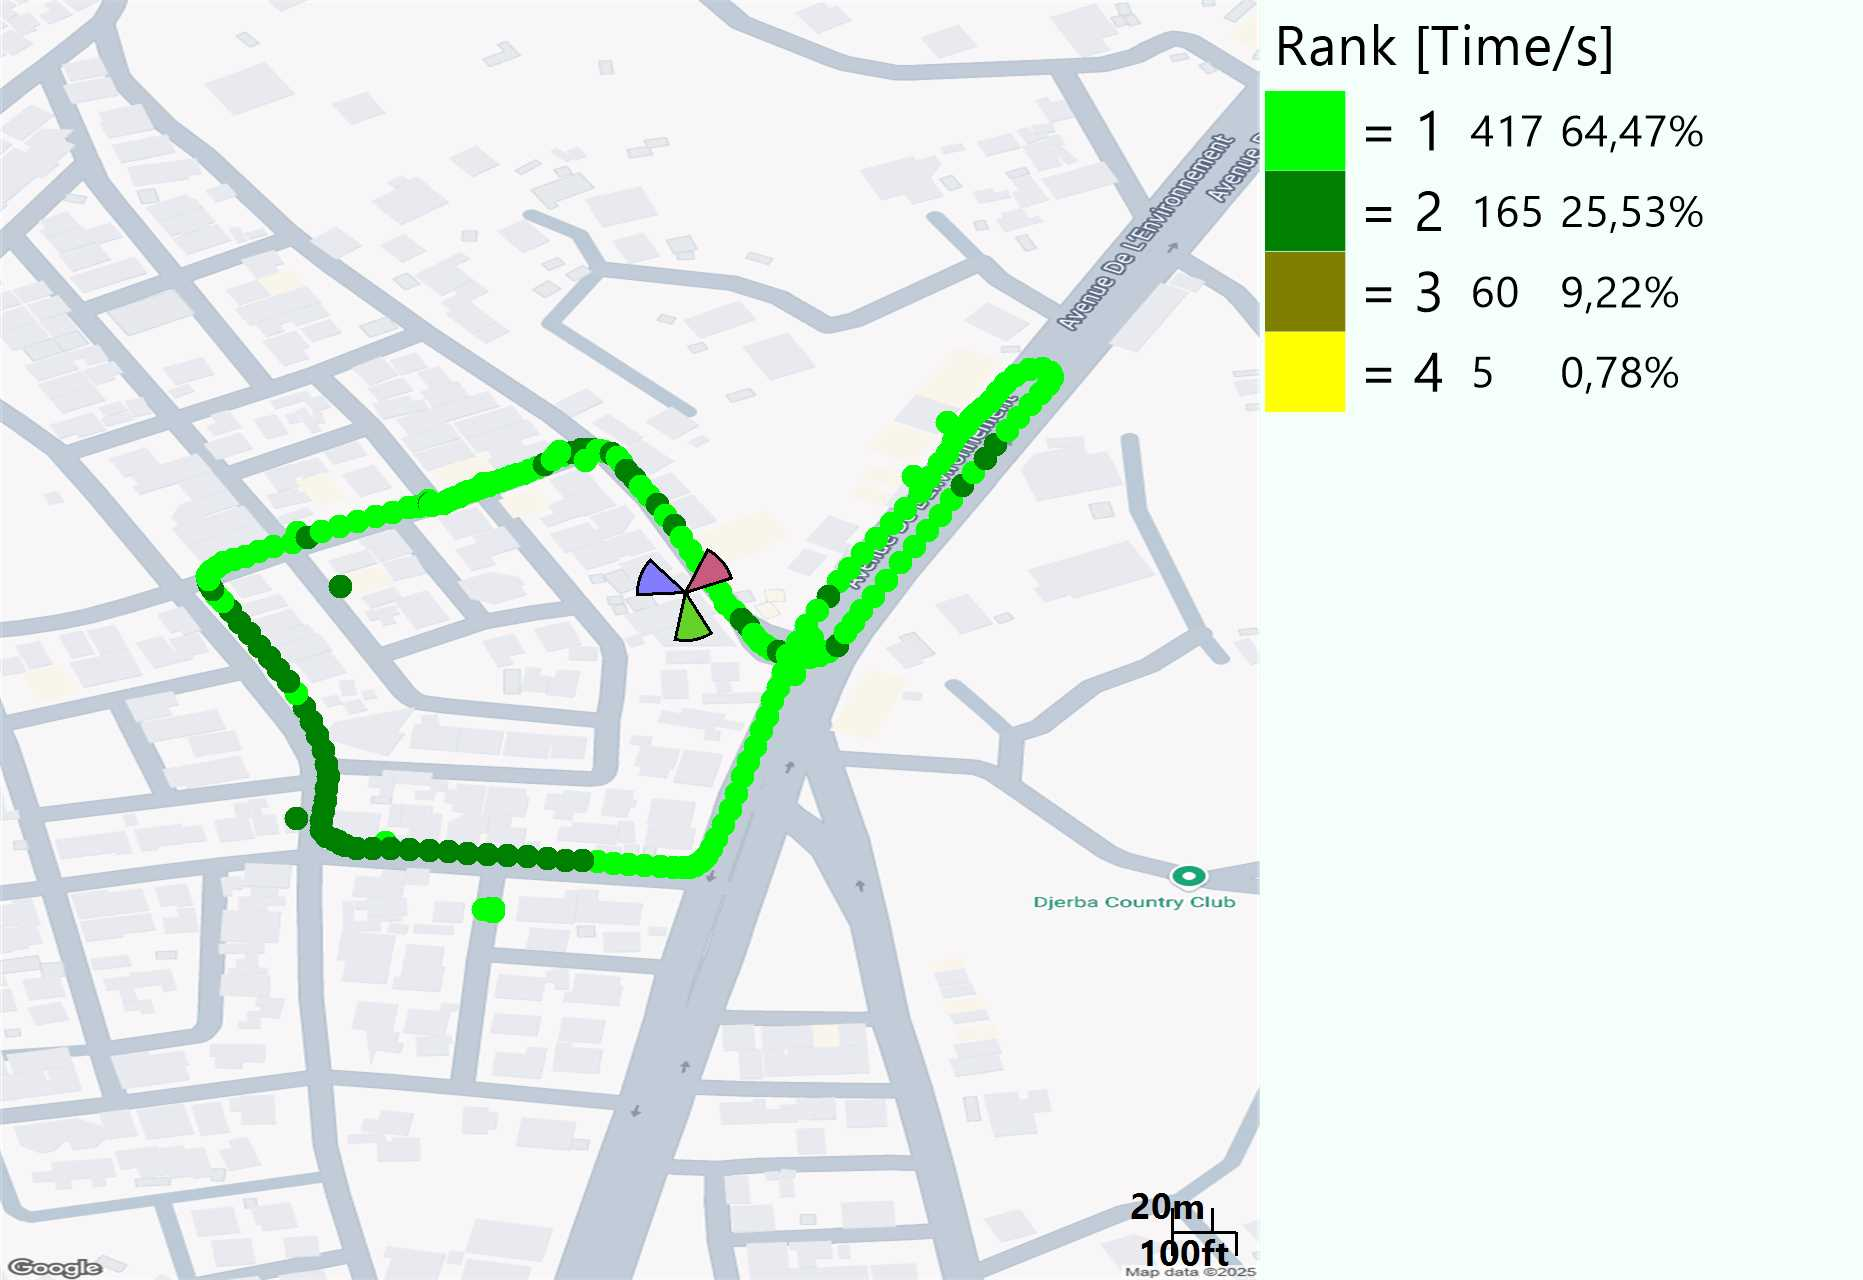 Rank [Time/s]
= 1 417 64,47%
= 2 165 25,53%
= 3 60 9,22%
= 4 5 0,78%
Avenue De L'Environnement
Avenue
Djerba Country Club
20m
100ft
Google
Map data ©2025